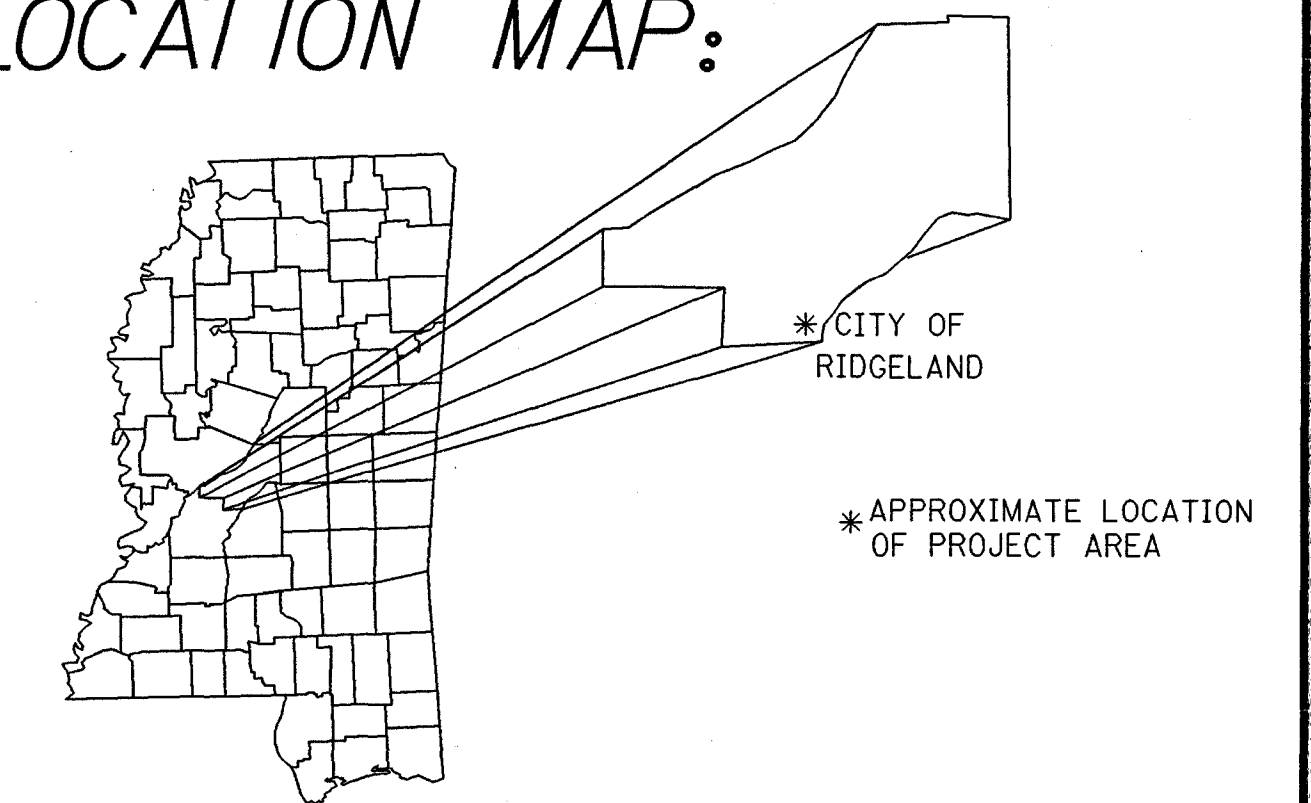 LOCATION MAP:
* CITY OF
RIDGELAND
* APPROXIMATE LOCATION
OF PROJECT AREA